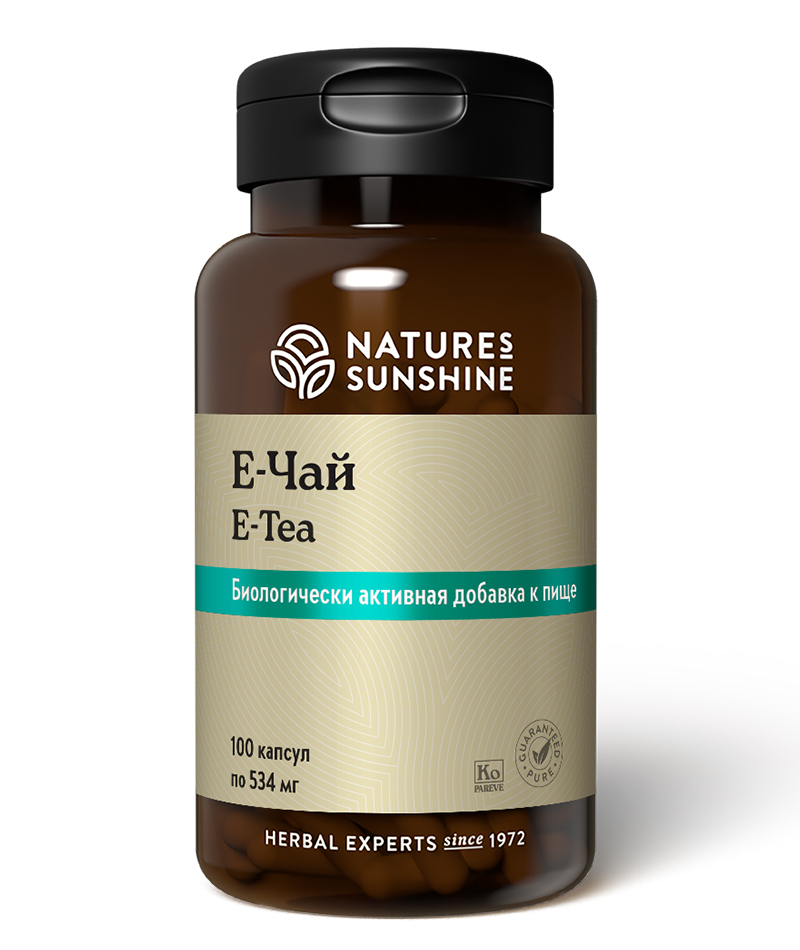 NATURES
SUNSHINE
Е-Чай
E-Tea
Биологически активная добавка к пище
100 капсул
по 534 мг
Ko
PAREVE
GUARANTEED
PURE
HERBAL EXPERTS since 1972